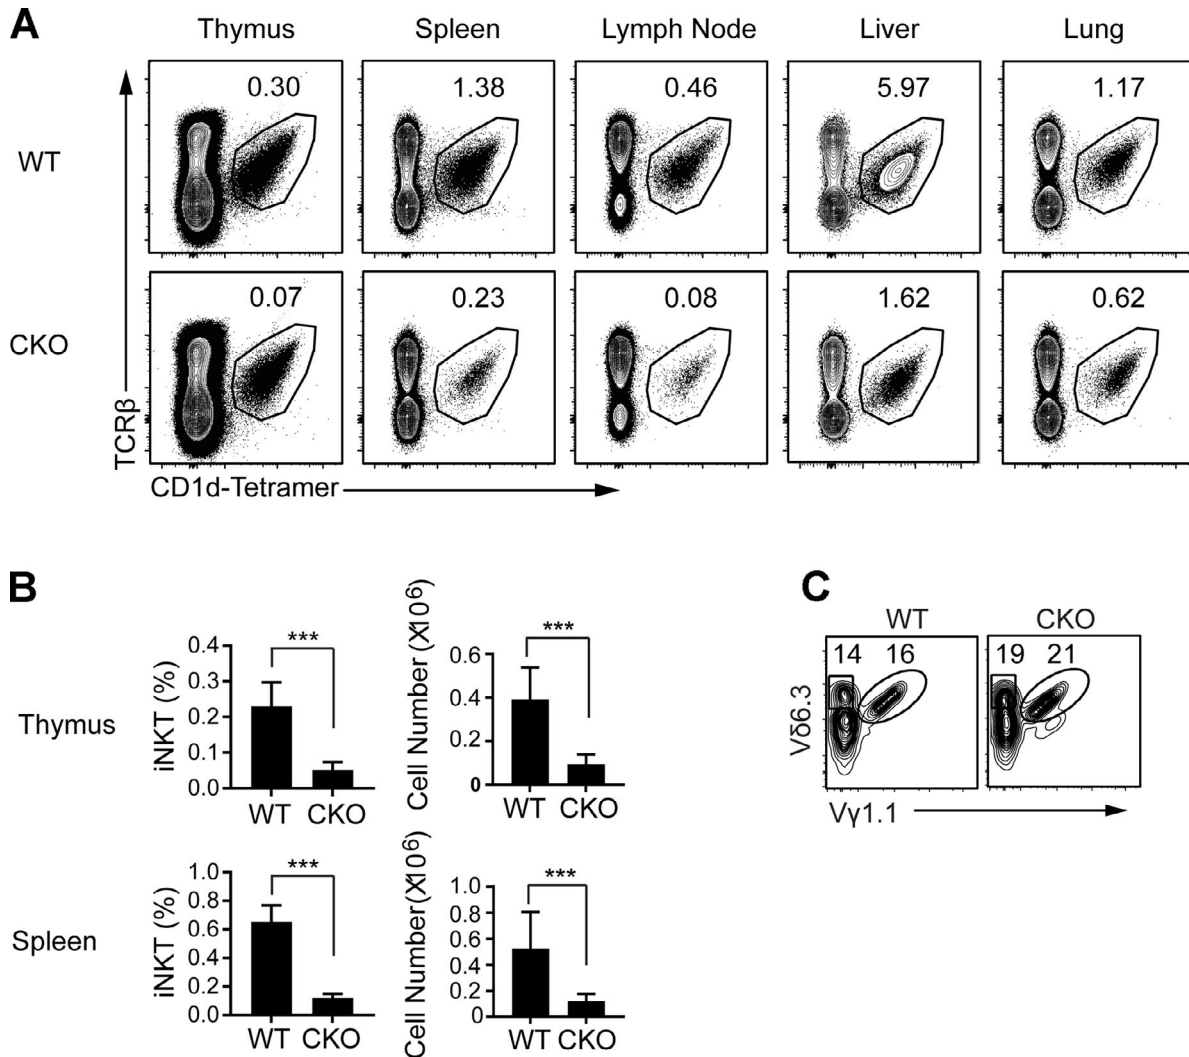 A
Thymus Spleen Lymph Node Liver Lung
WT
0.30 1.38 0.46 5.97 1.17
CKO
0.07 0.23 0.08 1.62 0.62
TCRβ
CD1d-Tetramer
B
Thymus
iNKT (%)
0.4
0.3
0.2
0.1
0.0
***
WT CKO
Cell Number (X10⁶)
0.6
0.4
0.2
0
***
WT CKO
Spleen
iNKT (%)
1.0
0.8
0.6
0.4
0.2
0.0
***
WT CKO
Cell Number (X10⁶)
1.0
0.8
0.6
0.4
0.2
0
***
WT CKO
C
WT CKO
14 16 19 21
Vδ6.3
Vγ1.1